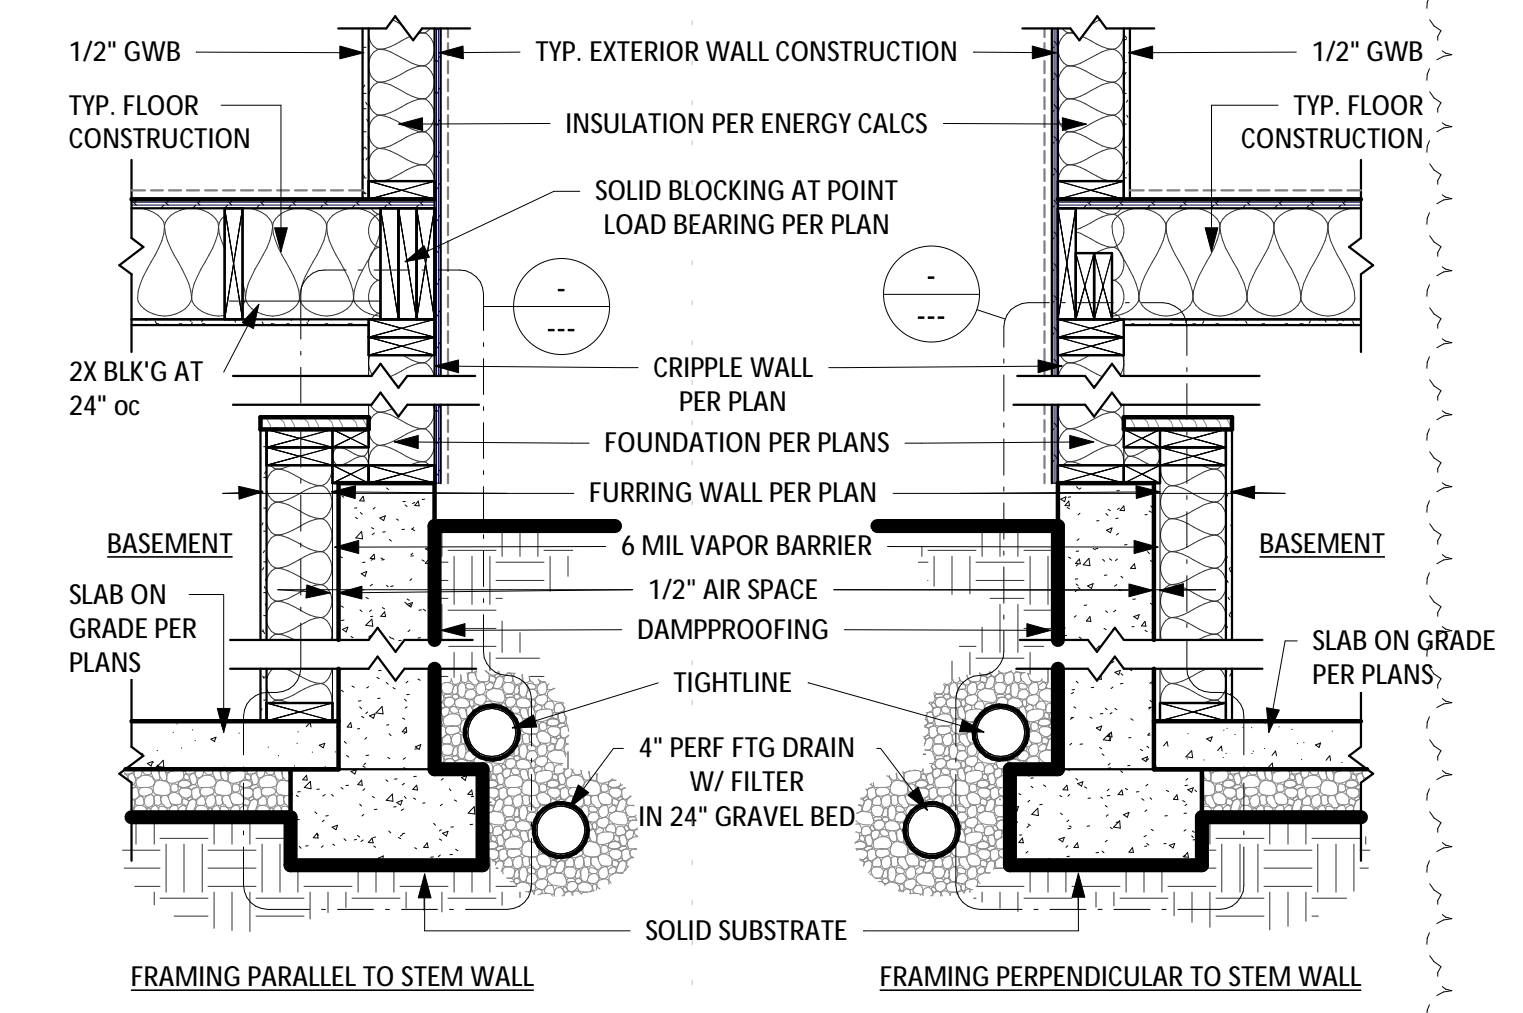 1/2" GWB
TYP. EXTERIOR WALL CONSTRUCTION
1/2" GWB
TYP. FLOOR
CONSTRUCTION
INSULATION PER ENERGY CALCS
TYP. FLOOR
CONSTRUCTION
SOLID BLOCKING AT POINT
LOAD BEARING PER PLAN
-
---
-
---
2X BLK'G AT
24" oc
CRIPPLE WALL
PER PLAN
FOUNDATION PER PLANS
FURRING WALL PER PLAN
BASEMENT
6 MIL VAPOR BARRIER
BASEMENT
SLAB ON
GRADE PER
PLANS
1/2" AIR SPACE
DAMPPROOFING
SLAB ON GRADE
PER PLANS
TIGHTLINE
4" PERF FTG DRAIN
W/ FILTER
IN 24" GRAVEL BED
SOLID SUBSTRATE
FRAMING PARALLEL TO STEM WALL
FRAMING PERPENDICULAR TO STEM WALL